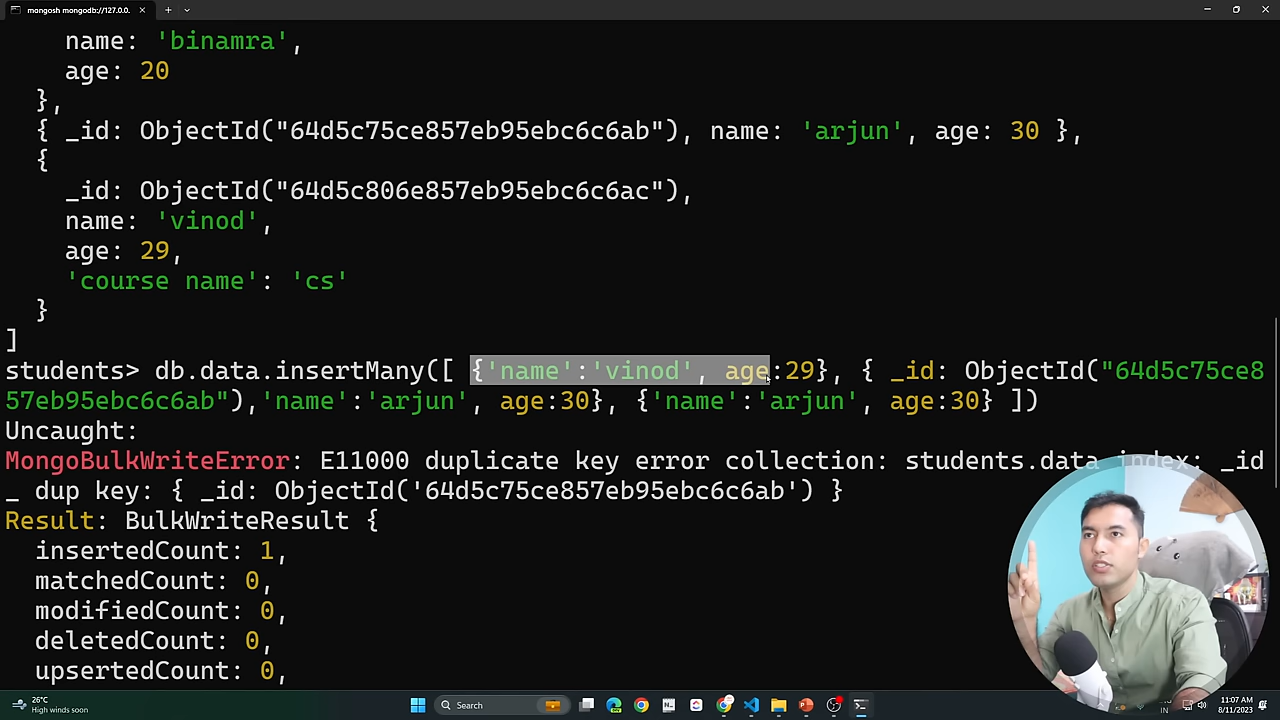 mongosh mongodb://127.0.0.
name: 'binamra',
age: 20
},
{ _id: ObjectId("64d5c75ce857eb95ebc6c6ab"), name: 'arjun', age: 30 },
{
_id: ObjectId("64d5c806e857eb95ebc6c6ac"),
name: 'vinod',
age: 29,
'course name': 'cs'
}
]
students> db.data.insertMany([ {'name':'vinod', age:29}, { _id: ObjectId("64d5c75ce8
57eb95ebc6c6ab"),'name':'arjun', age:30}, {'name':'arjun', age:30} ])
Uncaught:
MongoBulkWriteError: E11000 duplicate key error collection: students.data index: _id
_ dup key: { _id: ObjectId('64d5c75ce857eb95ebc6c6ab') }
Result: BulkWriteResult {
insertedCount: 1,
matchedCount: 0,
modifiedCount: 0,
deletedCount: 0,
upsertedCount: 0,
26°C
High winds soon
Search
IN
11:07 AM
8/11/2023